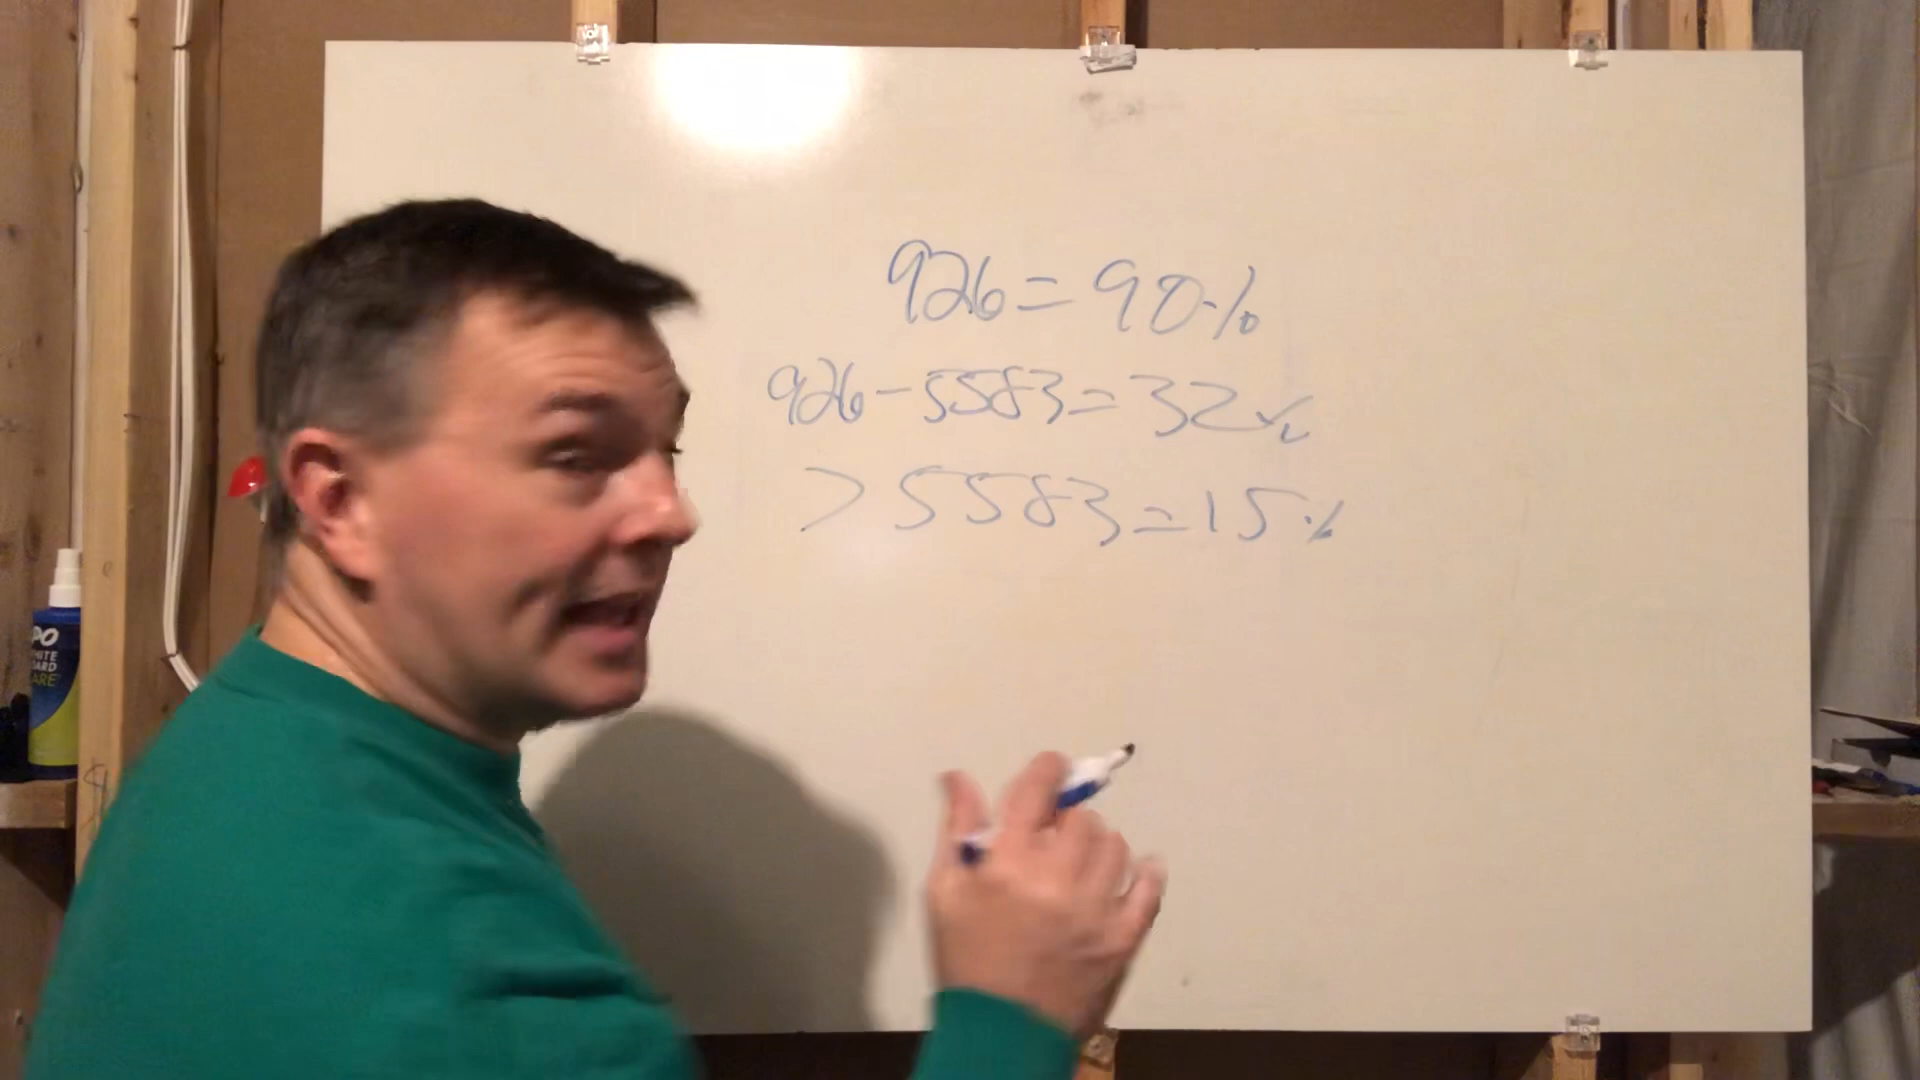 926 = 90%
926 - 5583 = 32%
> 5583 = 15%